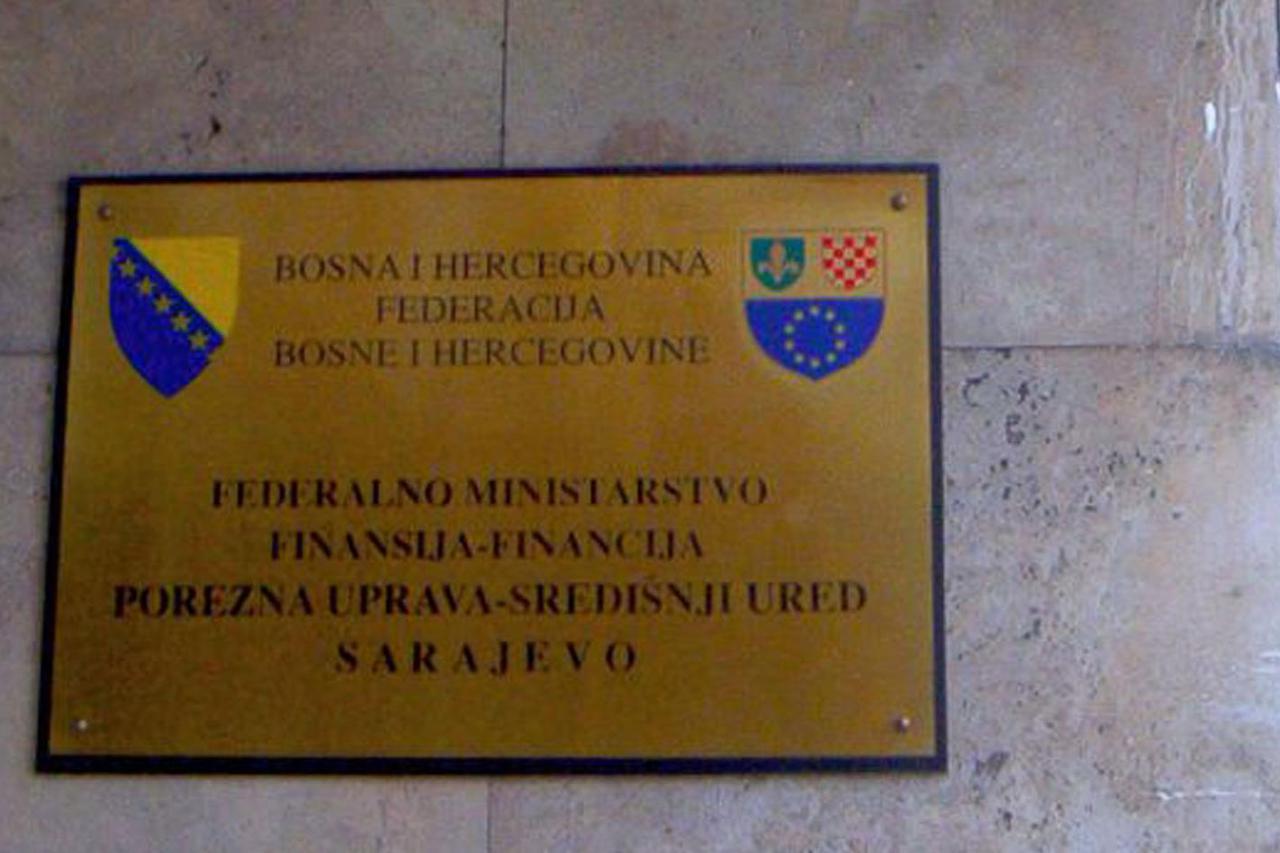 BOSNA I HERCEGOVINA
FEDERACIJA
BOSNE I HERCEGOVINE
FEDERALNO MINISTARSTVO
FINANSIJA-FINANCIJA
POREZNA UPRAVA-SREDIŠNJI URED
SARAJEVO